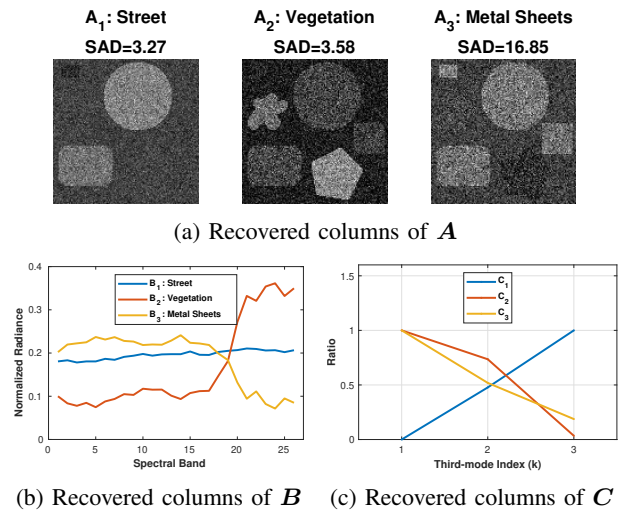 A1: Street
SAD=3.27
A2: Vegetation
SAD=3.58
A3: Metal Sheets
SAD=16.85
(a) Recovered columns of A
0.4
0.3
0.2
0.1
0
Normalized Radiance
B1: Street
B2: Vegetation
B3: Metal Sheets
0 5 10 15 20 25
Spectral Band
1.5
1
0.5
0
Ratio
C1
C2
C3
1 2 3
Third-mode Index (k)
(b) Recovered columns of B
(c) Recovered columns of C